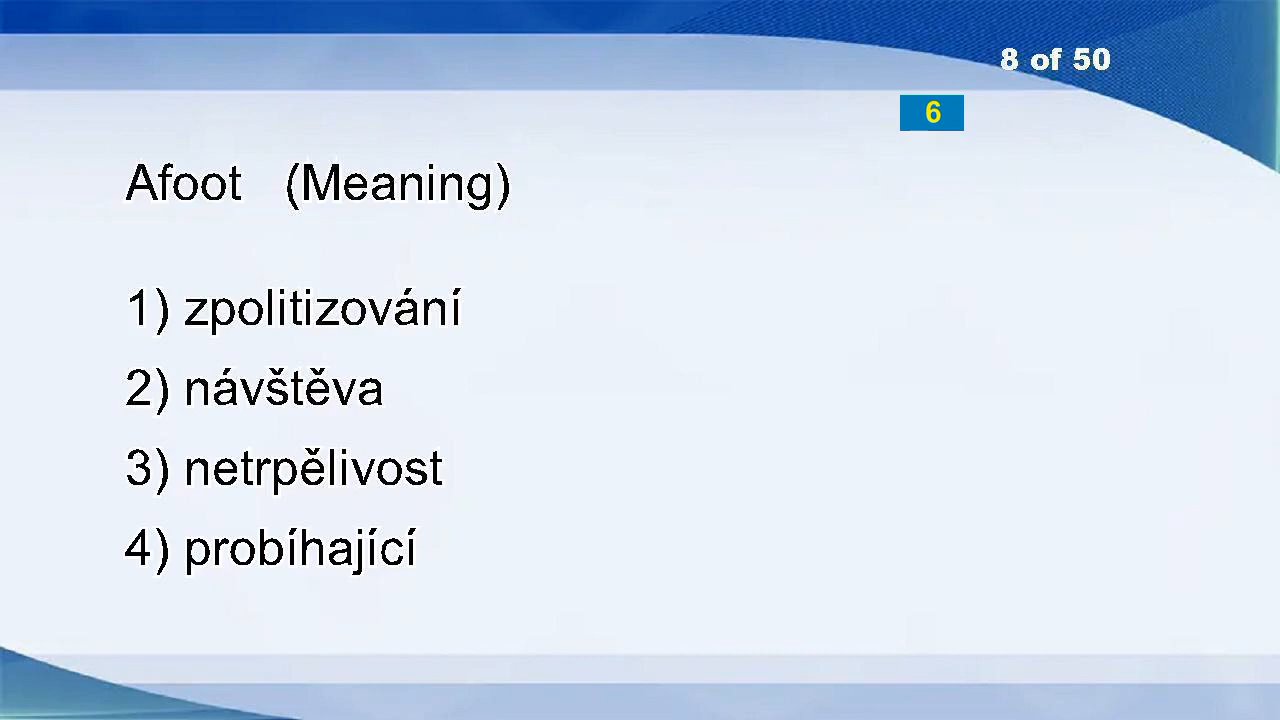 8 of 50
6
Afoot (Meaning)
1) zpolitizování
2) návštěva
3) netrpělivost
4) probíhající